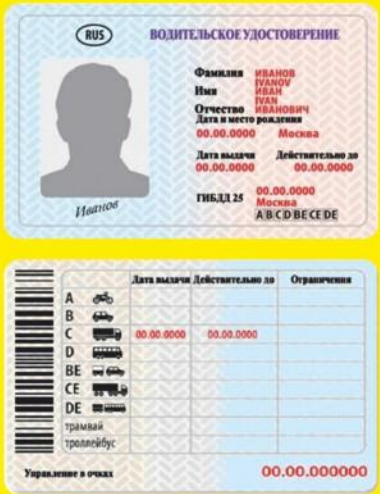 RUS
ВОДИТЕЛЬСКОЕ УДОСТОВЕРЕНИЕ
Фамилия ИВАНОВ
IVANOV
Имя ИВАН
IVAN
Отчество ИВАНОВИЧ
Дата и место рождения
00.00.0000 Москва
Дата выдачи Действительно до
00.00.0000 00.00.0000
ГИБДД 25 00.00.0000
Москва
A B C D BE CE DE
Иванов
Дата выдачи Действительно до Ограничения
A
B
C 00.00.0000 00.00.0000
D
BE
CE
DE
трамвай
троллейбус
Управление в очках 00.00.000000